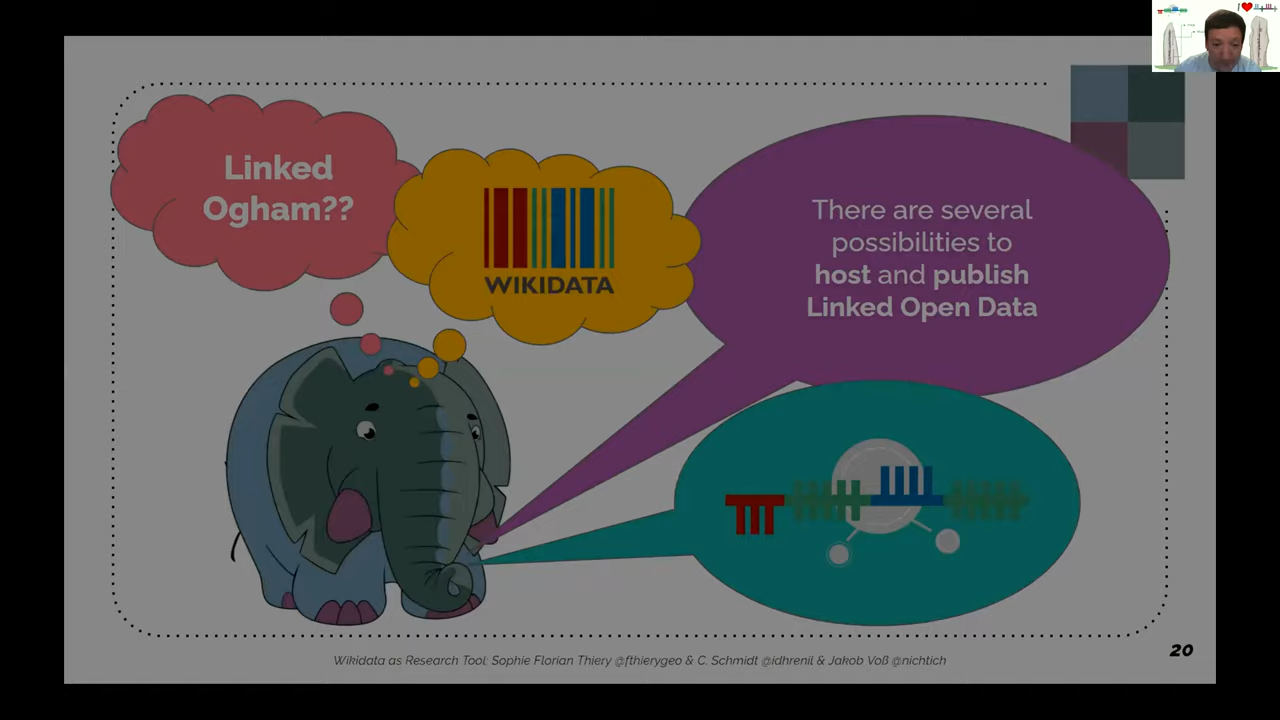 Linked
Ogham??
WIKIDATA
There are several
possibilities to
host and publish
Linked Open Data
Wikidata as Research Tool: Sophie Florian Thiery @fthierygeo & C. Schmidt @idhrenil & Jakob Voß @nichtich
20